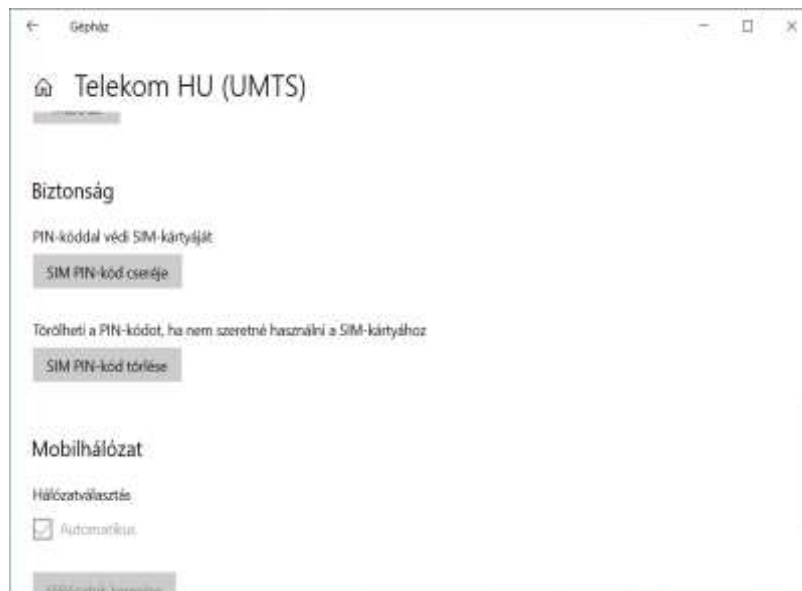 Gépház
Telekom HU (UMTS)
Biztonság
PIN-kóddal védi SIM-kártyáját
SIM PIN-kód cseréje
Törölheti a PIN-kódot, ha nem szeretné használni a SIM-kártyához
SIM PIN-kód törlése
Mobilhálózat
Hálózatválasztás
Automatikus